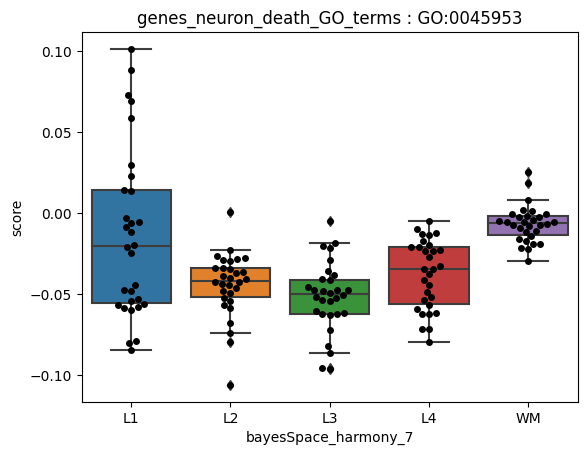 genes_neuron_death_GO_terms : GO:0045953
0.10
0.05
0.00
−0.05
−0.10
score
L1 L2 L3 L4 WM
bayesSpace_harmony_7